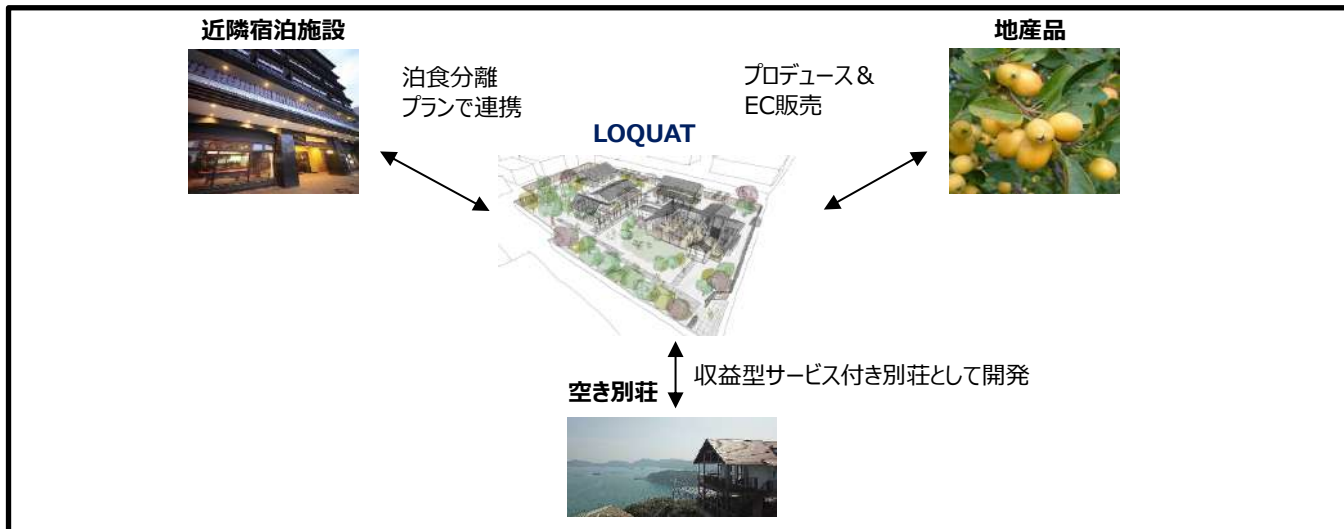 近隣宿泊施設
地産品
泊食分離
プランで連携
プロデュース&
EC販売
LOQUAT
空き別荘
収益型サービス付き別荘として開発